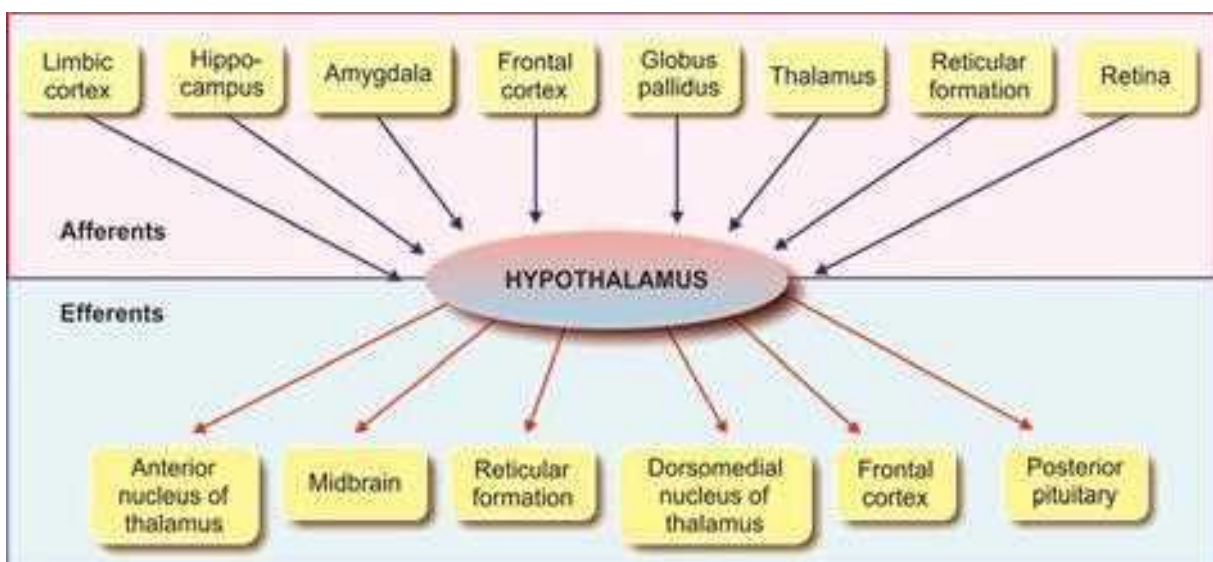 Limbic
cortex
Hippo-
campus
Amygdala
Frontal
cortex
Globus
pallidus
Thalamus
Reticular
formation
Retina
Afferents
HYPOTHALAMUS
Efferents
Anterior
nucleus of
thalamus
Midbrain
Reticular
formation
Dorsomedial
nucleus of
thalamus
Frontal
cortex
Posterior
pituitary